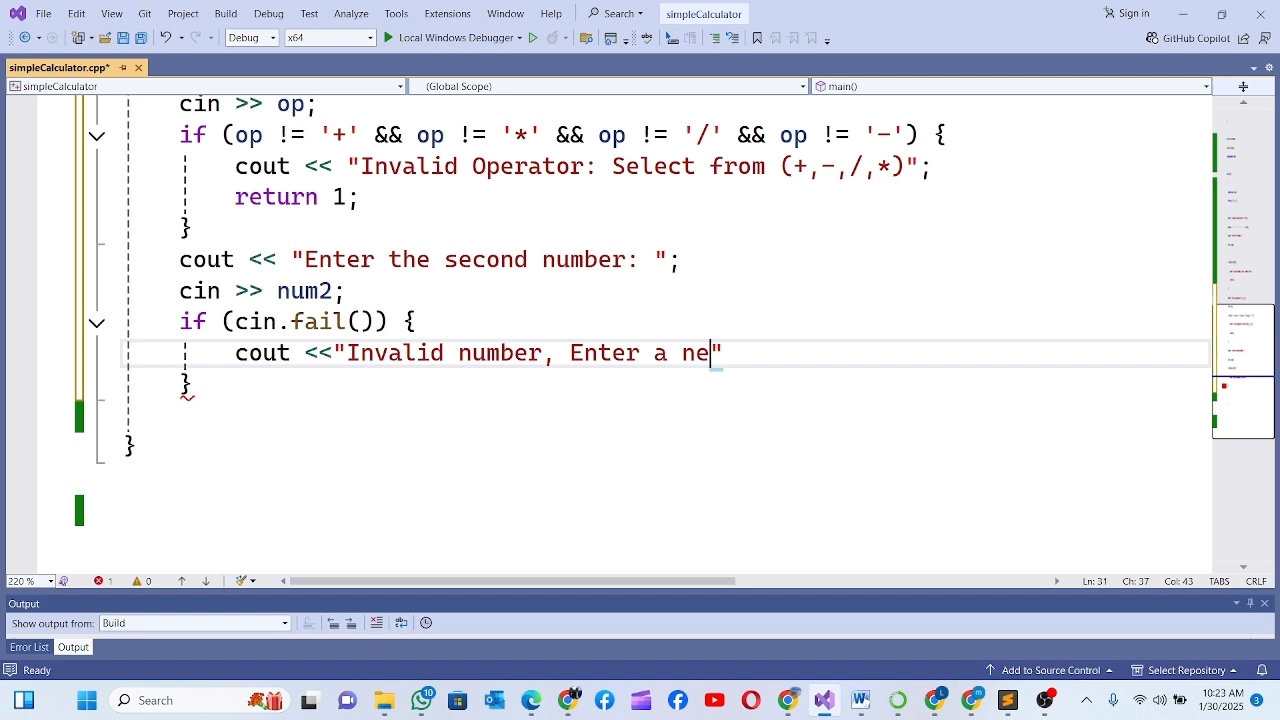 File Edit View Git Project Build Debug Test Analyze Tools Extensions Window Help Search simpleCalculator Sign in
Debug x64 Local Windows Debugger GitHub Copilot
simpleCalculator.cpp*
simpleCalculator (Global Scope) main()
cin >> op;
if (op != '+' && op != '*' && op != '/' && op != '-') {
cout << "Invalid Operator: Select from (+,-,/,*)";
return 1;
}
cout << "Enter the second number: ";
cin >> num2;
if (cin.fail()) {
cout <<"Invalid number, Enter a ne"
}
}
220 % 1 0 Ln: 31 Ch: 37 Col: 43 TABS CRLF
Output
Show output from: Build
Error List Output
Ready Add to Source Control Select Repository
Search 10 10:23 AM
1/30/2025 3